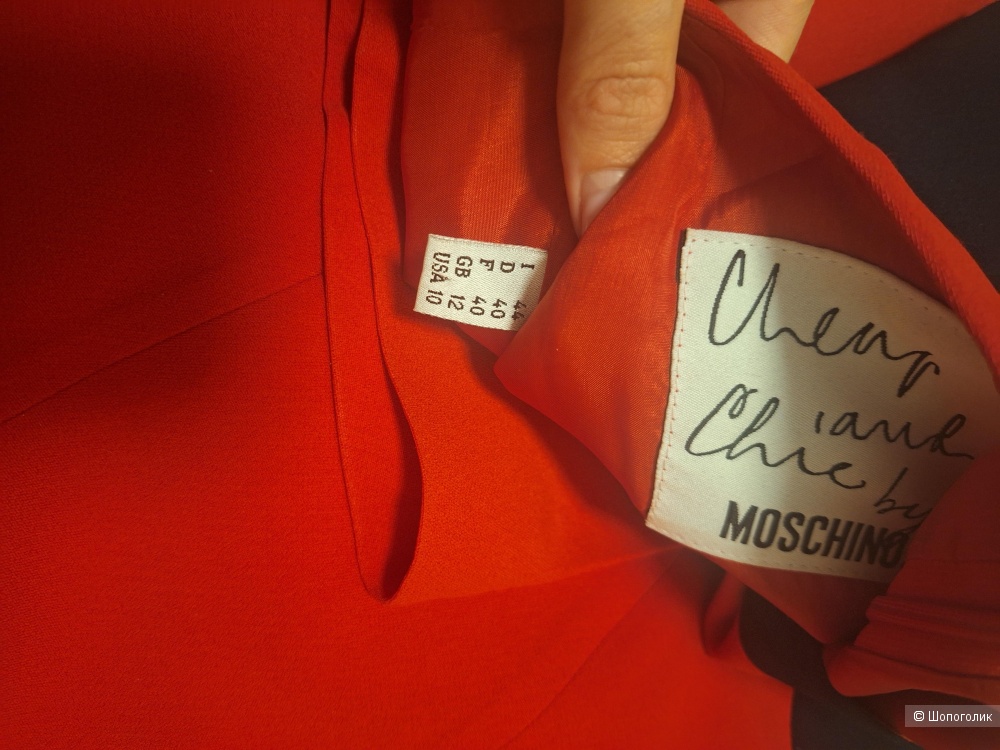 I 44
D 40
F 40
GB 12
USA 10
Cheap
and
Chic by
MOSCHINO
© Шопоголик